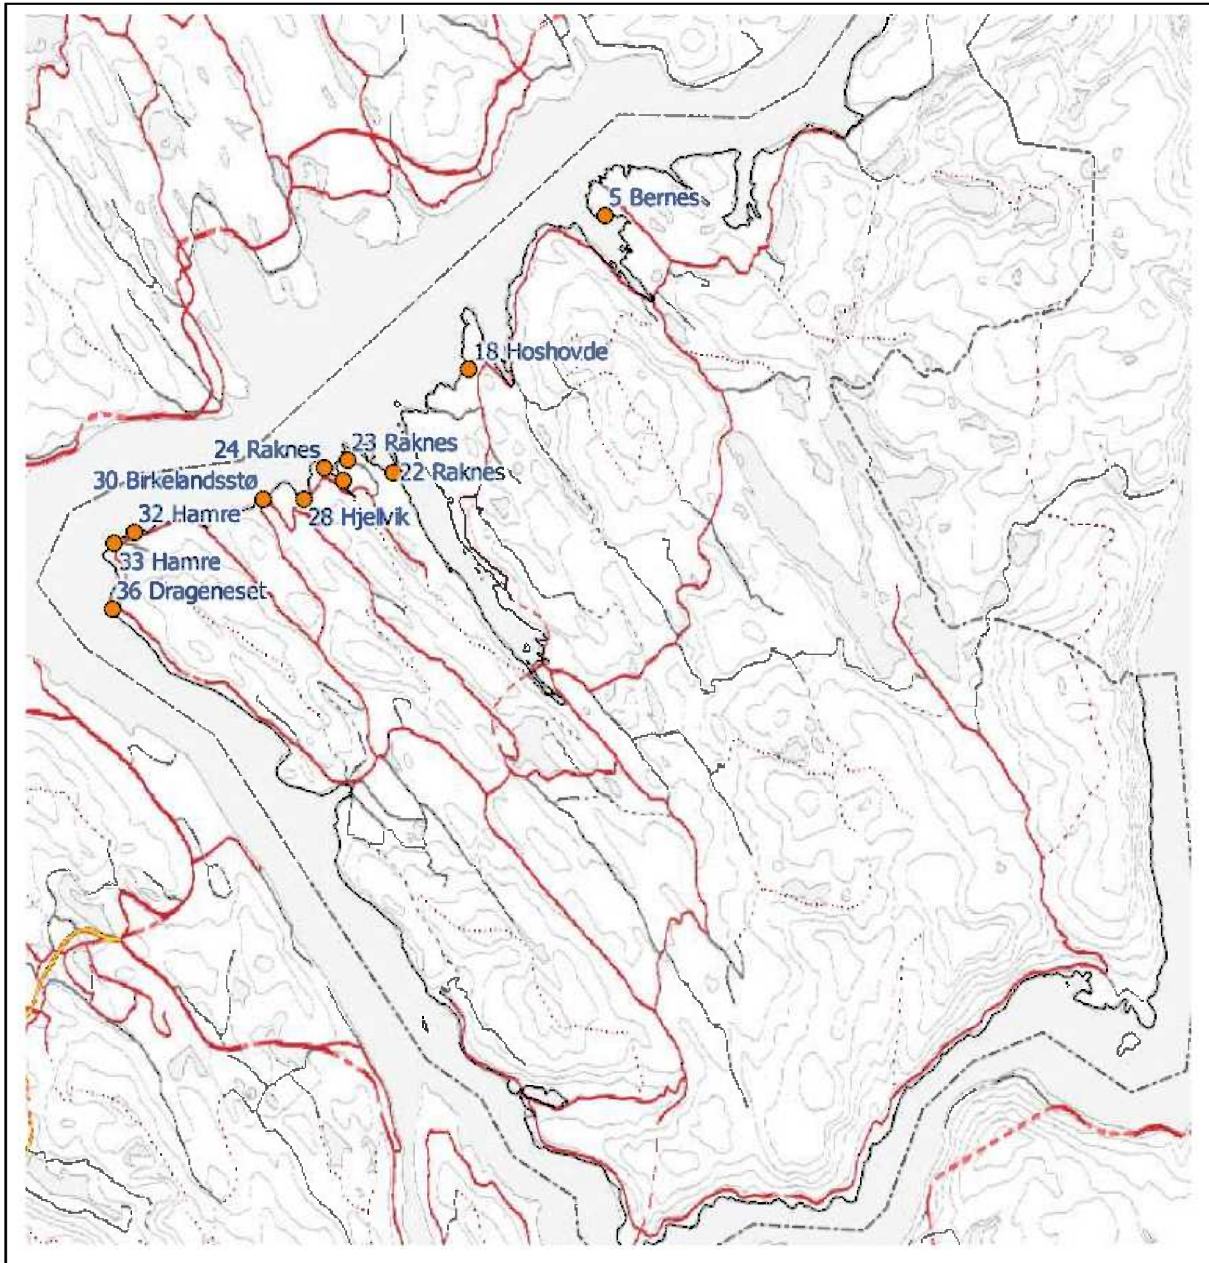 5 Bernes
18 Hoshovde
23 Raknes
24 Raknes
22 Raknes
30 Birkelandsstø
28 Hjellvik
32 Hamre
33 Hamre
36 Drageneset